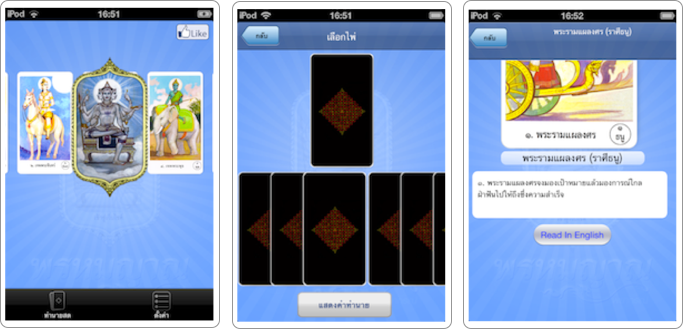 iPod 16:51
Like
ทำนายสด
ตั้งค่า
iPod 16:51
กลับ
เลือกไพ่
แสดงคำทำนาย
iPod 16:52
กลับ
พระรามแผลงศร (ราศีธนู)
๑. พระรามแผลงศร
๑
ธนู
พระรามแผลงศร (ราศีธนู)
๑. พระรามแผลงศรจงมองเป้าหมายแล้วมองการณ์ไกล
ฝ่าฟันไปให้ถึงซึ่งความสำเร็จ
Read In English